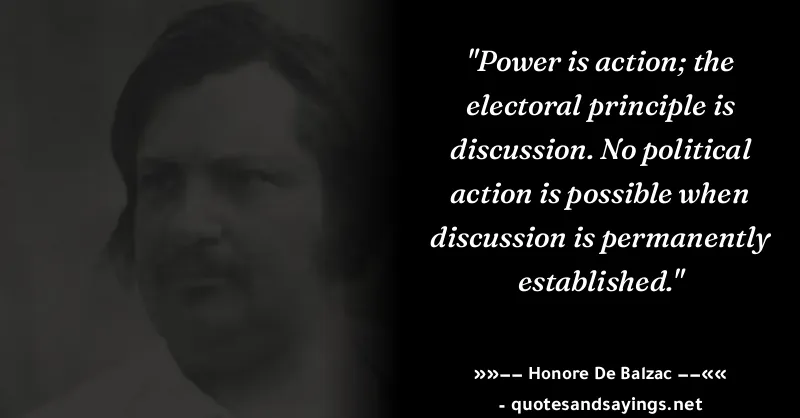 "Power is action; the
electoral principle is
discussion. No political
action is possible when
discussion is permanently
established."
»»−− Honore De Balzac −−««
- quotesandsayings.net